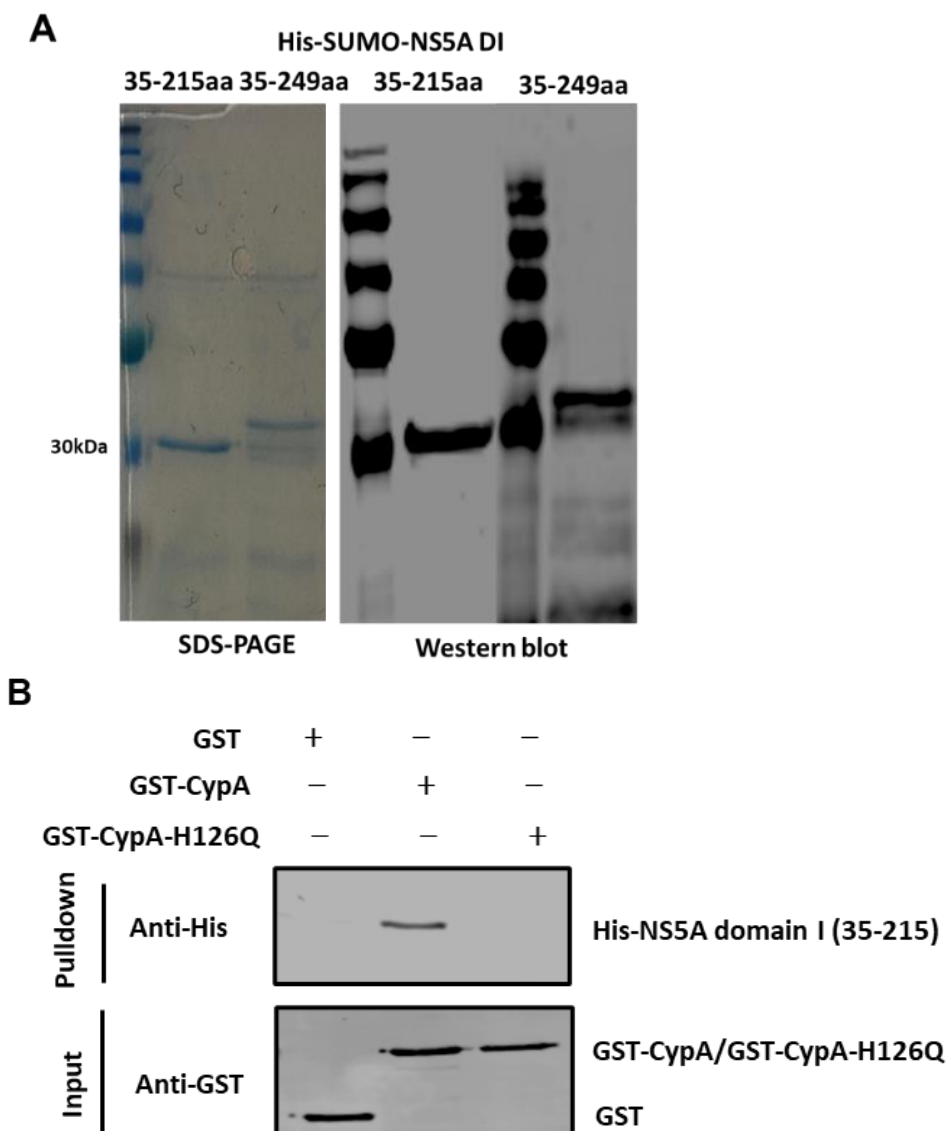 A
His-SUMO-NS5A DI
35-215aa 35-249aa 35-215aa 35-249aa
30kDa
SDS-PAGE Western blot
B
GST + − −
GST-CypA − + −
GST-CypA-H126Q − − +
Pulldown
Anti-His
His-NS5A domain I (35-215)
Input
Anti-GST
GST-CypA/GST-CypA-H126Q
GST